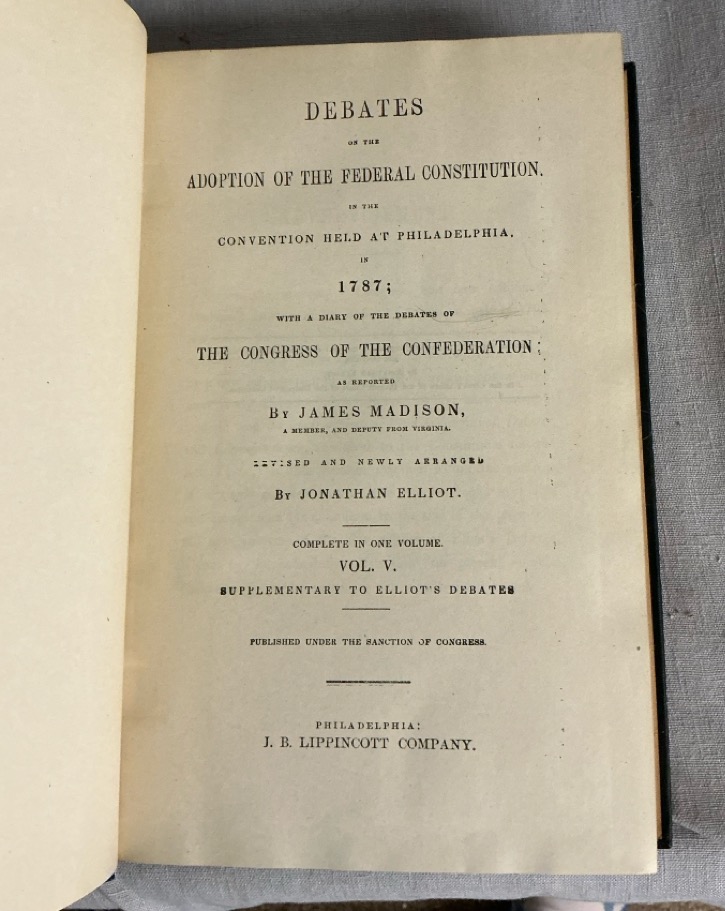 DEBATES
ON THE
ADOPTION OF THE FEDERAL CONSTITUTION.
IN THE
CONVENTION HELD AT PHILADELPHIA.
IN
1787;
WITH A DIARY OF THE DEBATES OF
THE CONGRESS OF THE CONFEDERATION;
AS REPORTED
BY JAMES MADISON,
A MEMBER, AND DEPUTY FROM VIRGINIA.
REVISED AND NEWLY ARRANGED
BY JONATHAN ELLIOT.
COMPLETE IN ONE VOLUME.
VOL. V.
SUPPLEMENTARY TO ELLIOT'S DEBATES
PUBLISHED UNDER THE SANCTION OF CONGRESS.
PHILADELPHIA:
J. B. LIPPINCOTT COMPANY.